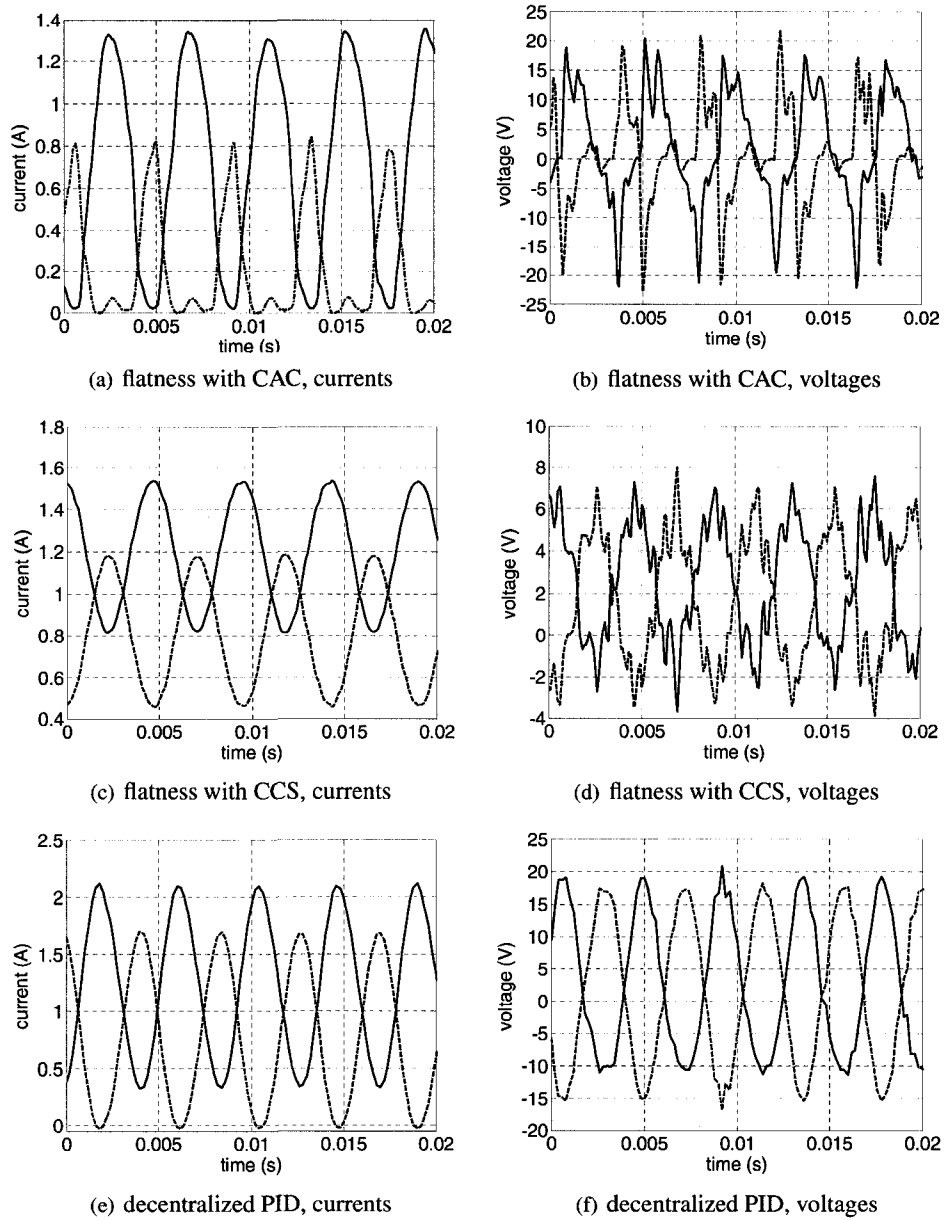 1.4
1.2
1
0.8
0.6
0.4
0.2
0
current (A)
0 0.005 0.01 0.015 0.02
time (s)
(a) flatness with CAC, currents
25
20
15
10
5
0
-5
-10
-15
-20
25
voltage (V)
0 0.005 0.01 0.015 0.02
time (s)
(b) flatness with CAC, voltages
1.8
1.6
1.4
1.2
1
0.8
0.6
0.4
current (A)
0 0.005 0.01 0.015 0.02
time (s)
(c) flatness with CCS, currents
10
8
6
4
2
0
-2
-4
voltage (V)
0 0.005 0.01 0.015 0.02
time (s)
(d) flatness with CCS, voltages
2.5
2
1.5
1
0.5
0
current (A)
0 0.005 0.01 0.015 0.02
time (s)
(e) decentralized PID, currents
25
20
15
10
5
0
-5
-10
-15
-20
voltage (V)
0 0.005 0.01 0.015 0.02
time (s)
(f) decentralized PID, voltages